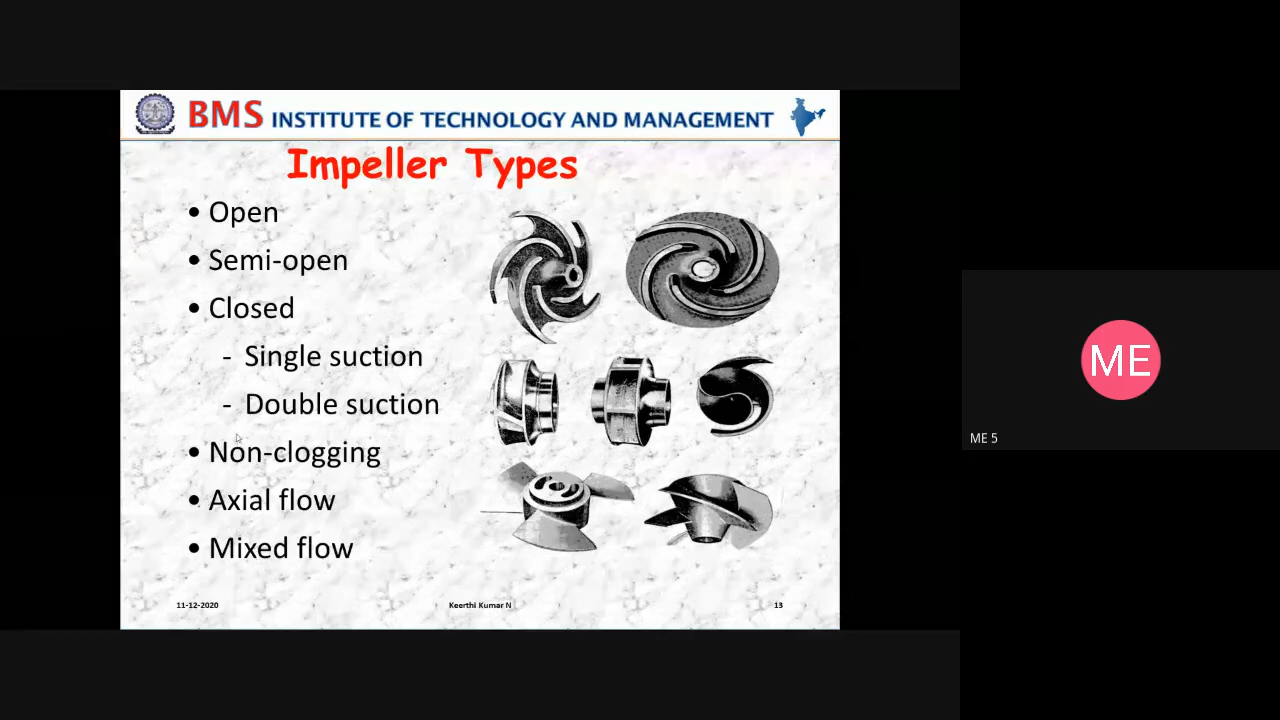 BMS INSTITUTE OF TECHNOLOGY AND MANAGEMENT
Impeller Types
• Open
• Semi-open
• Closed
- Single suction
- Double suction
• Non-clogging
• Axial flow
• Mixed flow
11-12-2020 Keerthi Kumar N 13
ME
ME 5